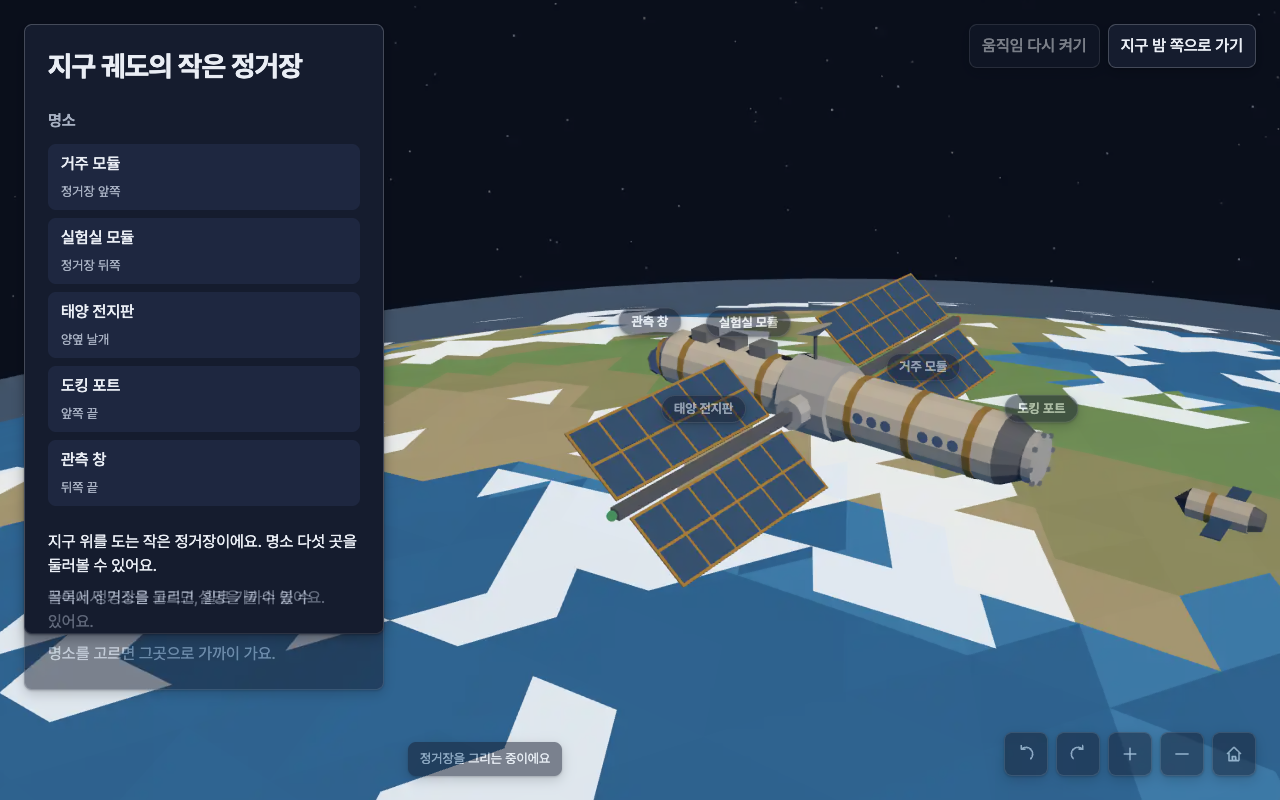 지구 궤도의 작은 정거장
움직임 다시 켜기
지구 밤 쪽으로 가기
명소
거주 모듈
정거장 앞쪽
실험실 모듈
정거장 뒤쪽
태양 전지판
양옆 날개
도킹 포트
앞쪽 끝
관측 창
뒤쪽 끝
지구 위를 도는 작은 정거장이에요. 명소 다섯 곳을
둘러볼 수 있어요.
있어요.
명소를 고르면 그곳으로 가까이 가요.
관측 창
실험실 모듈
거주 모듈
태양 전지판
도킹 포트
정거장을 그리는 중이에요